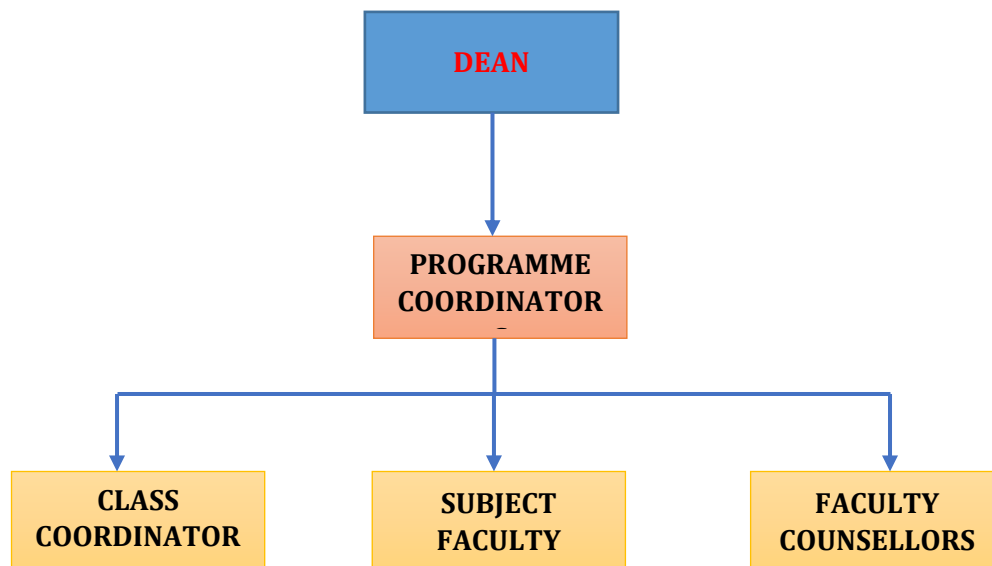 DEAN
PROGRAMME
COORDINATOR
CLASS
COORDINATOR
SUBJECT
FACULTY
FACULTY
COUNSELLORS